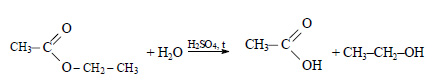 O O
CH₃–C + H₂O H₂SO₄, t CH₃–C + CH₃–CH₂–OH
O–CH₂–CH₃ OH